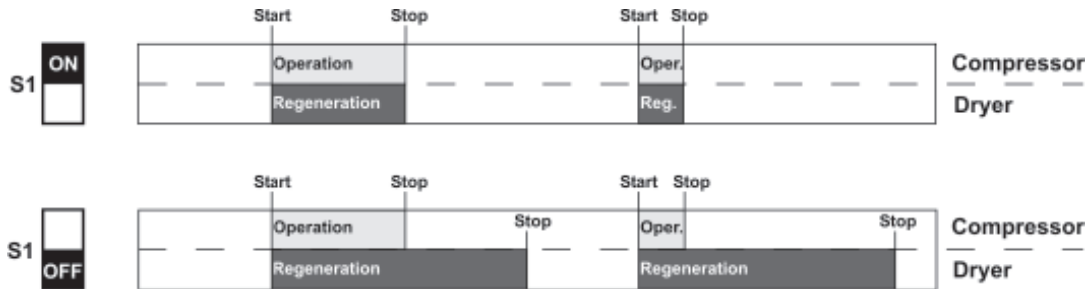 Start Stop Start Stop
ON Operation Oper. Compressor
S1
Regeneration Reg. Dryer
Start Stop Start Stop
Operation Stop Oper. Stop Compressor
S1
OFF Regeneration Regeneration Dryer